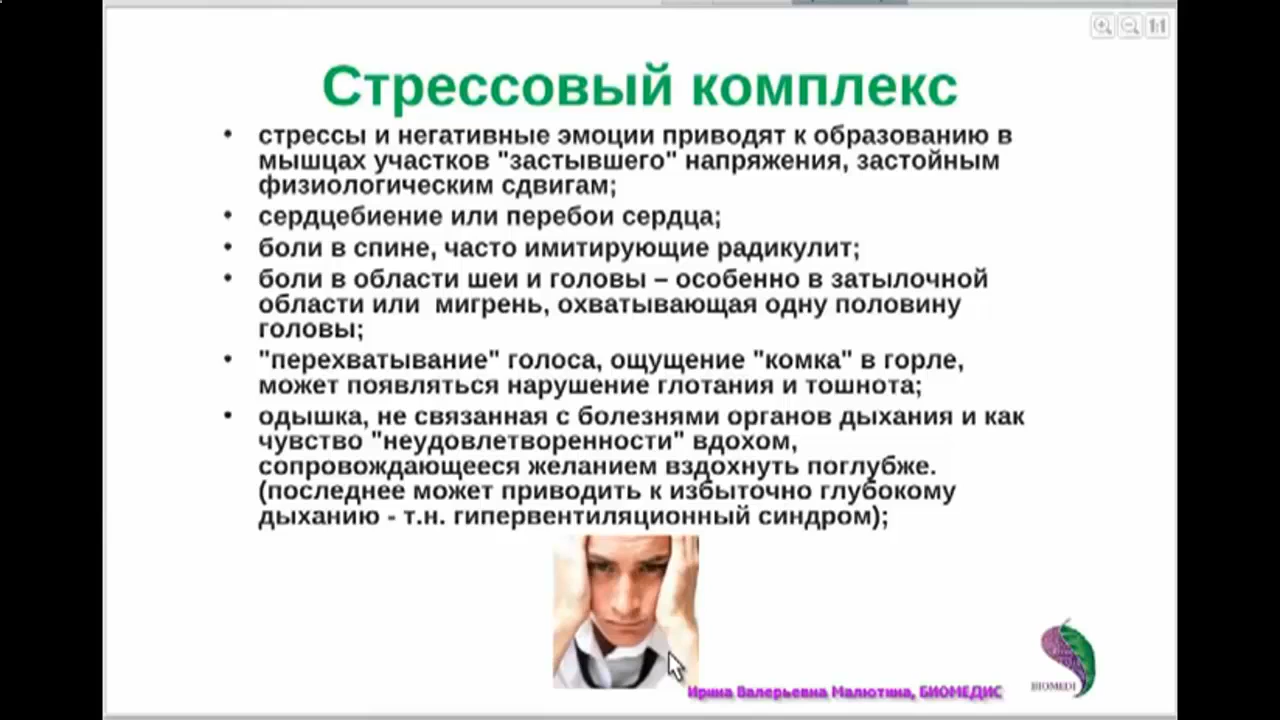 Стрессовый комплекс
• стрессы и негативные эмоции приводят к образованию в
мышцах участков "застывшего" напряжения, застойным
физиологическим сдвигам;
• сердцебиение или перебои сердца;
• боли в спине, часто имитирующие радикулит;
• боли в области шеи и головы – особенно в затылочной
области или мигрень, охватывающая одну половину
головы;
• "перехватывание" голоса, ощущение "комка" в горле,
может появляться нарушение глотания и тошнота;
• одышка, не связанная с болезнями органов дыхания и как
чувство "неудовлетворенности" вдохом,
сопровождающееся желанием вздохнуть поглубже.
(последнее может приводить к избыточно глубокому
дыханию - т.н. гипервентиляционный синдром);
Ирина Валерьевна Малютина, БИОМЕДИС
BIOMEDI
1:1